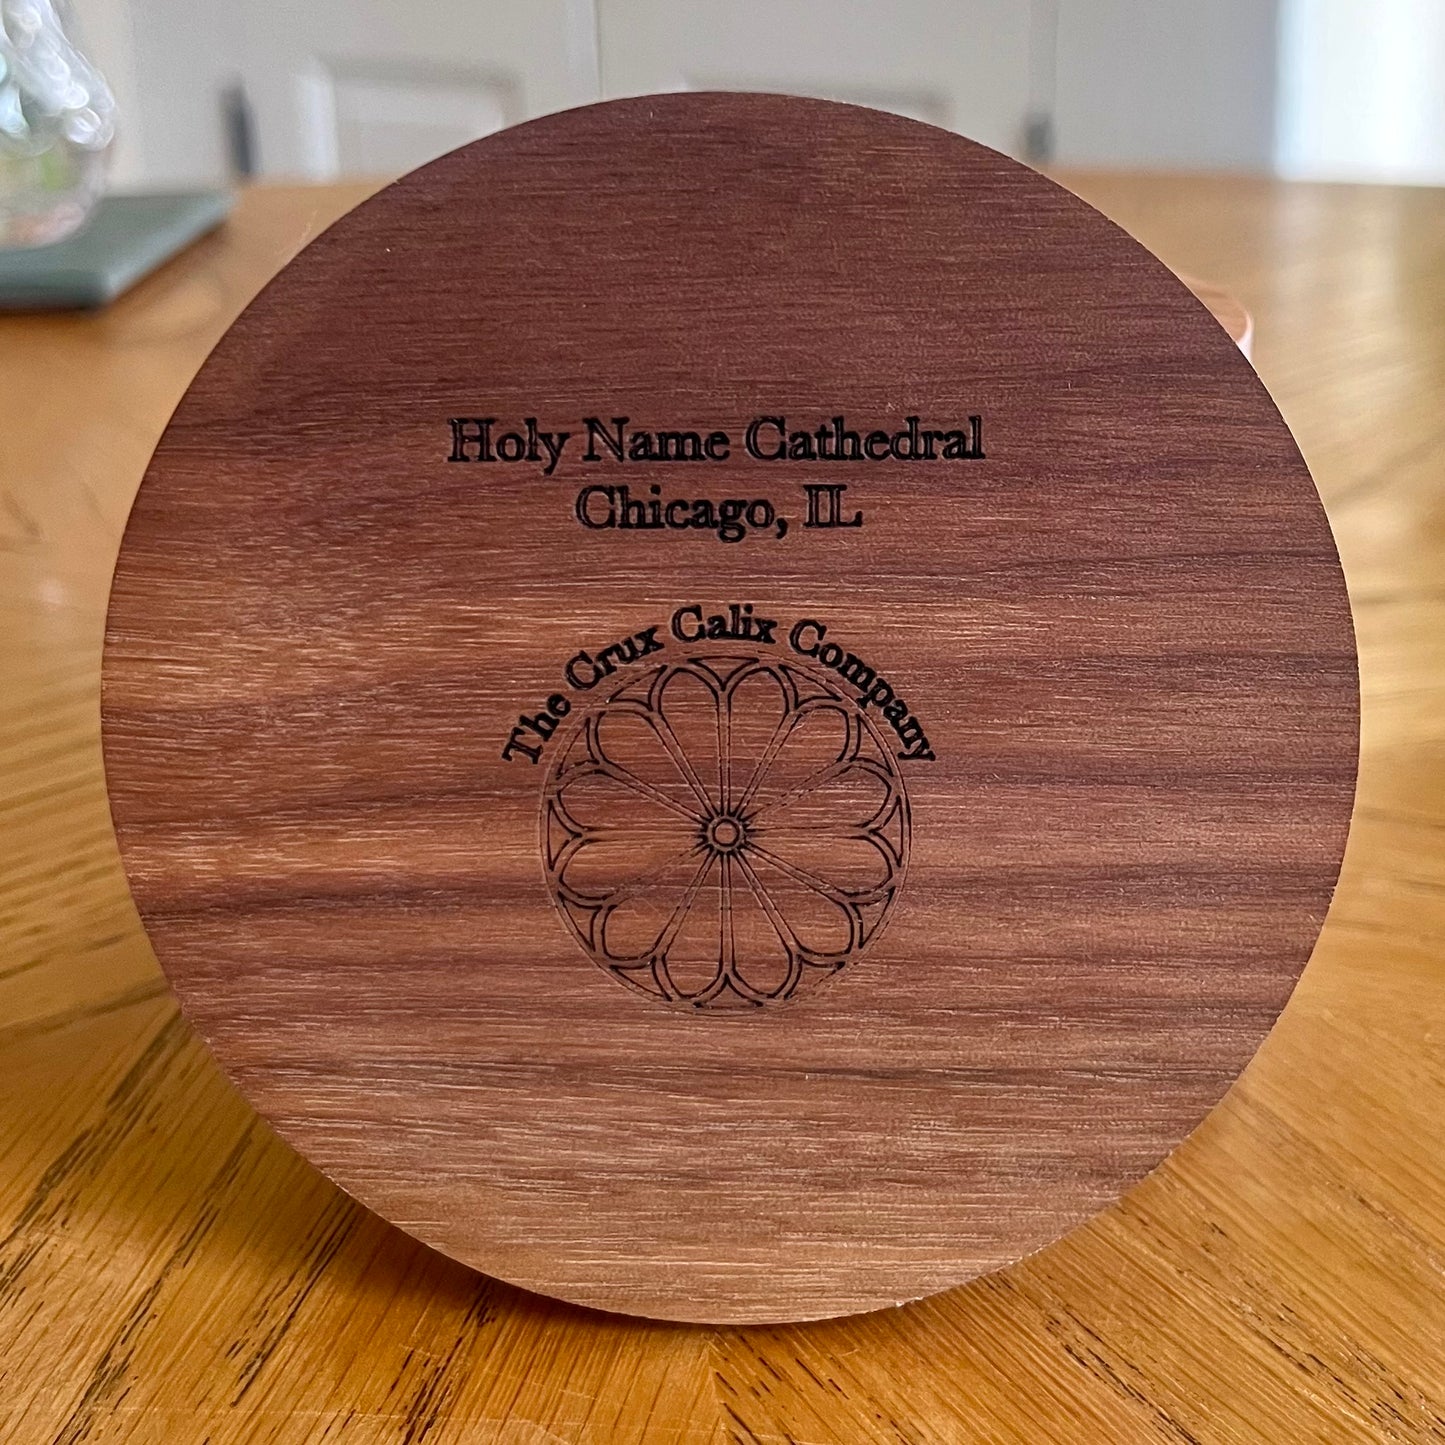 Holy Name Cathedral
Chicago, IL
The Crux Calix Company